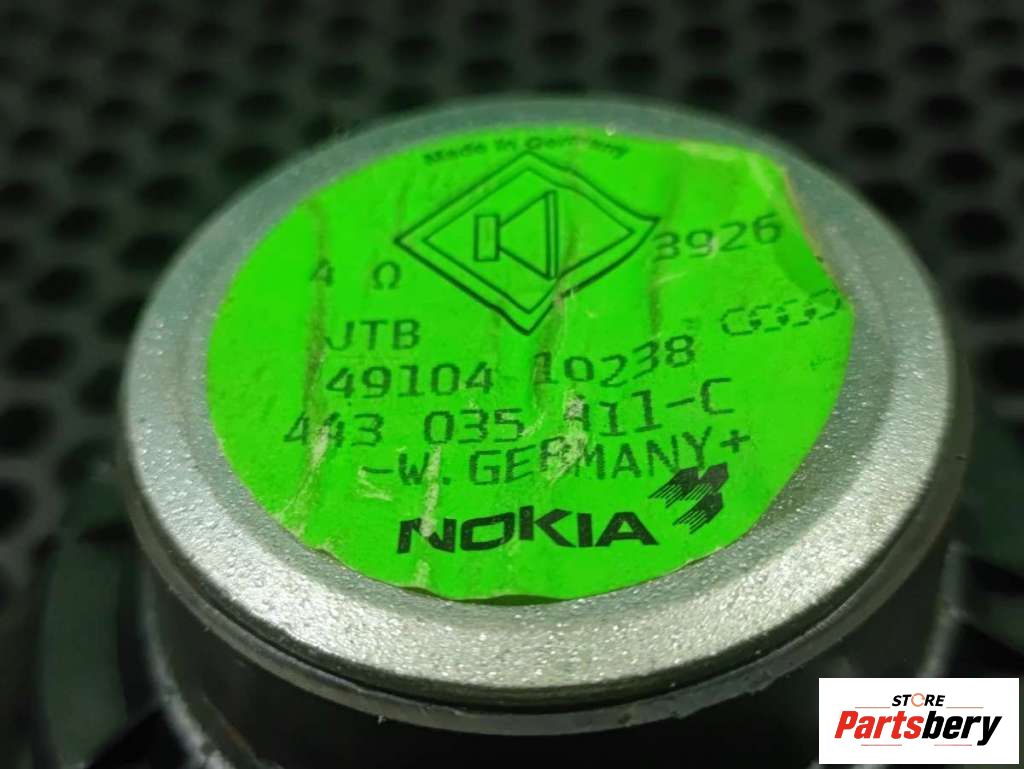 Made in Germany
3926
4 Ω
JTB
49104 10238
443 035 411-C
-W. GERMANY+
NOKIA
STORE
Partsbery